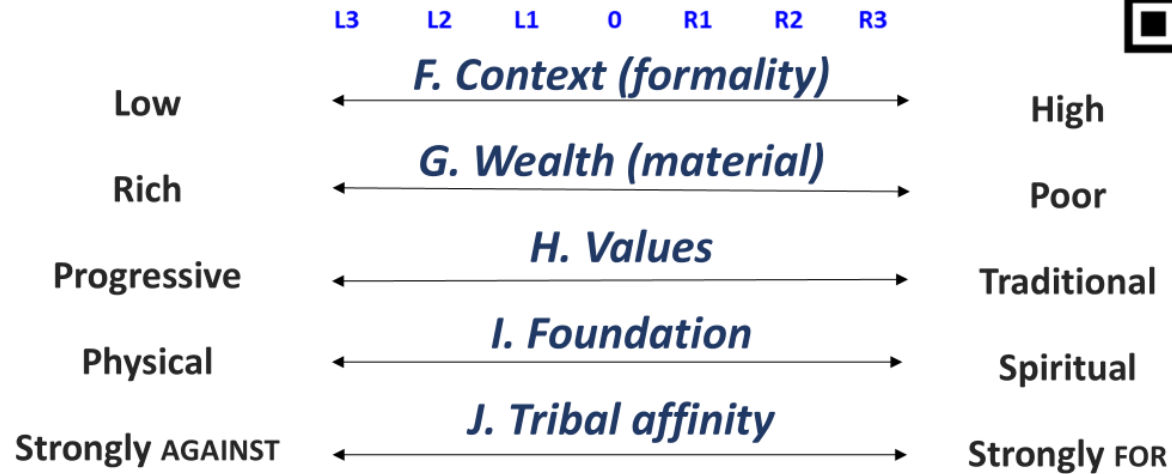 L3 L2 L1 0 R1 R2 R3
F. Context (formality)
Low High
G. Wealth (material)
Rich Poor
H. Values
Progressive Traditional
I. Foundation
Physical Spiritual
J. Tribal affinity
Strongly AGAINST Strongly FOR